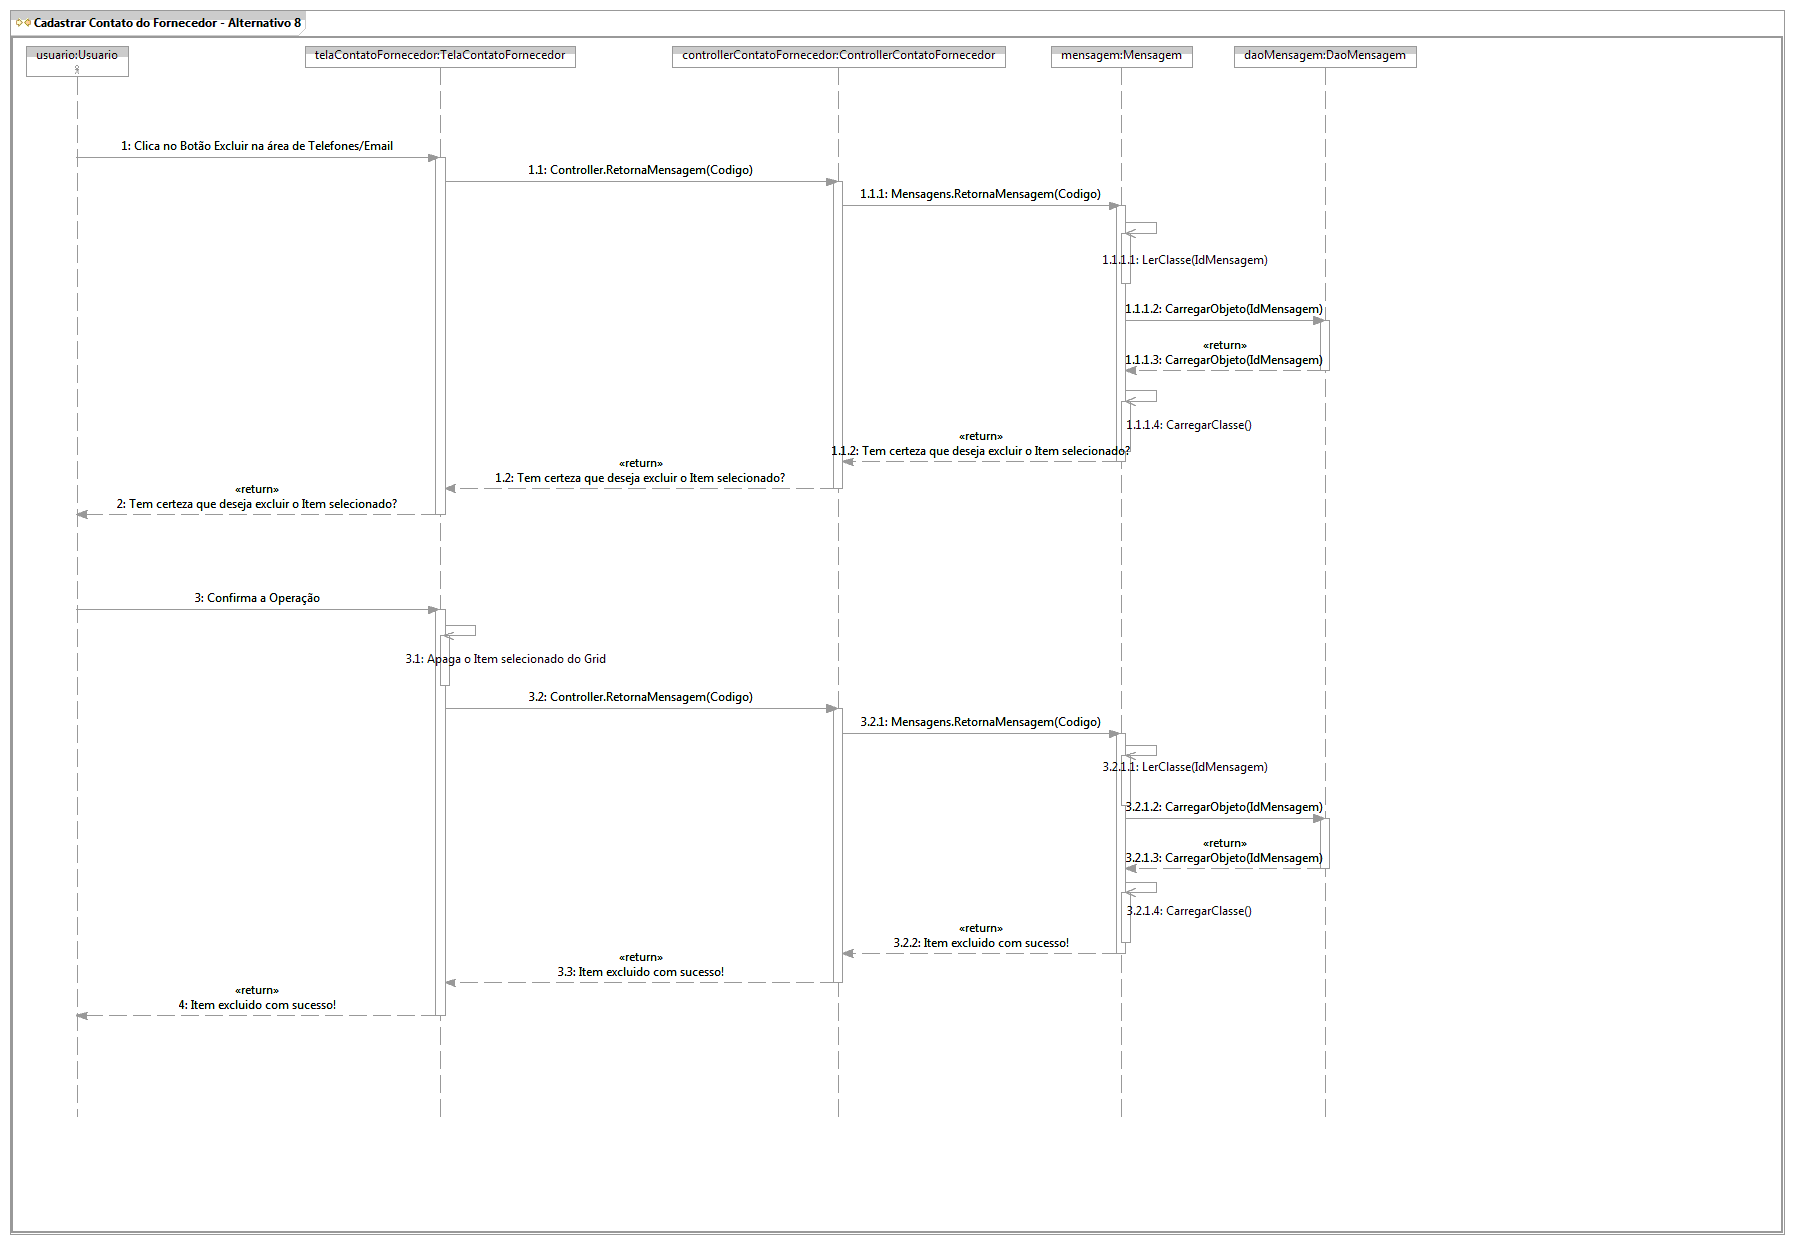 Cadastrar Contato do Fornecedor - Alternativo 8
usuario:Usuario
telaContatoFornecedor:TelaContatoFornecedor
controllerContatoFornecedor:ControllerContatoFornecedor
mensagem:Mensagem
daoMensagem:DaoMensagem
1: Clica no Botão Excluir na área de Telefones/Email
1.1: Controller.RetornaMensagem(Codigo)
1.1.1: Mensagens.RetornaMensagem(Codigo)
1.1.1.1: LerClasse(IdMensagem)
1.1.1.2: CarregarObjeto(IdMensagem)
«return»
1.1.1.3: CarregarObjeto(IdMensagem)
1.1.1.4: CarregarClasse()
«return»
1.1.2: Tem certeza que deseja excluir o Item selecionado?
«return»
1.2: Tem certeza que deseja excluir o Item selecionado?
«return»
2: Tem certeza que deseja excluir o Item selecionado?
3: Confirma a Operação
3.1: Apaga o Item selecionado do Grid
3.2: Controller.RetornaMensagem(Codigo)
3.2.1: Mensagens.RetornaMensagem(Codigo)
3.2.1.1: LerClasse(IdMensagem)
3.2.1.2: CarregarObjeto(IdMensagem)
«return»
3.2.1.3: CarregarObjeto(IdMensagem)
3.2.1.4: CarregarClasse()
«return»
3.2.2: Item excluido com sucesso!
«return»
3.3: Item excluido com sucesso!
«return»
4: Item excluido com sucesso!